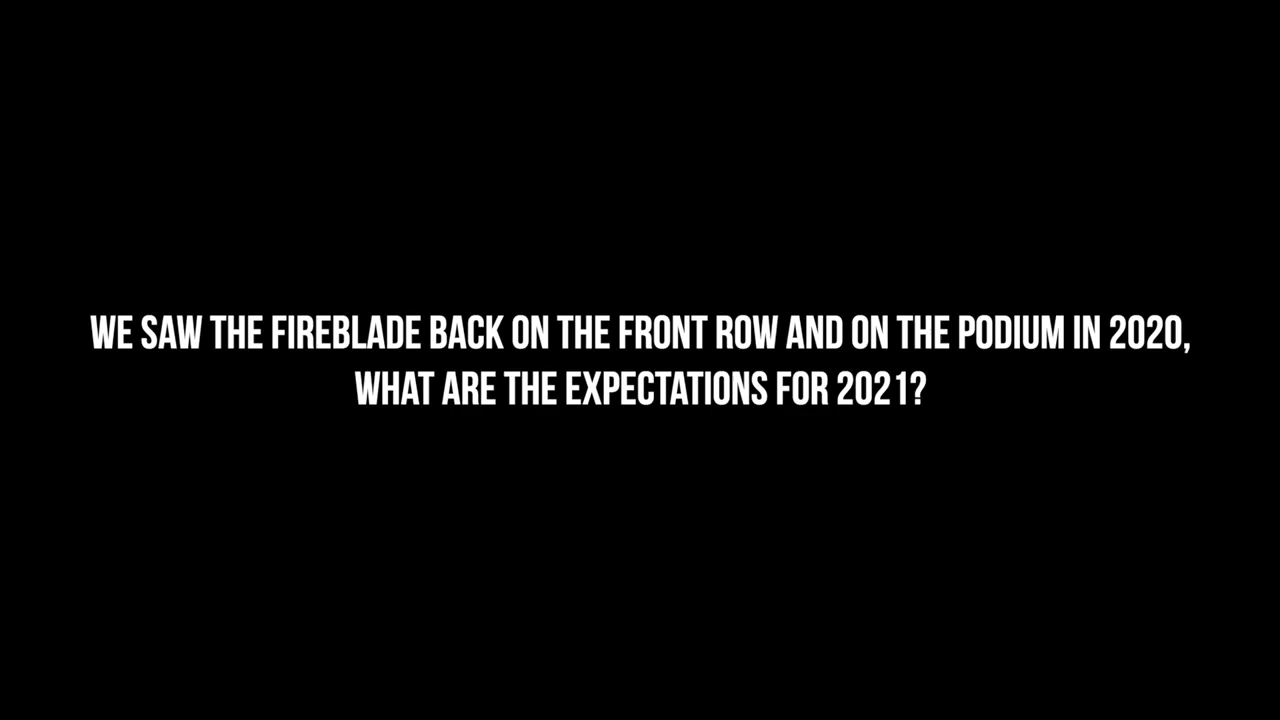 WE SAW THE FIREBLADE BACK ON THE FRONT ROW AND ON THE PODIUM IN 2020,
WHAT ARE THE EXPECTATIONS FOR 2021?